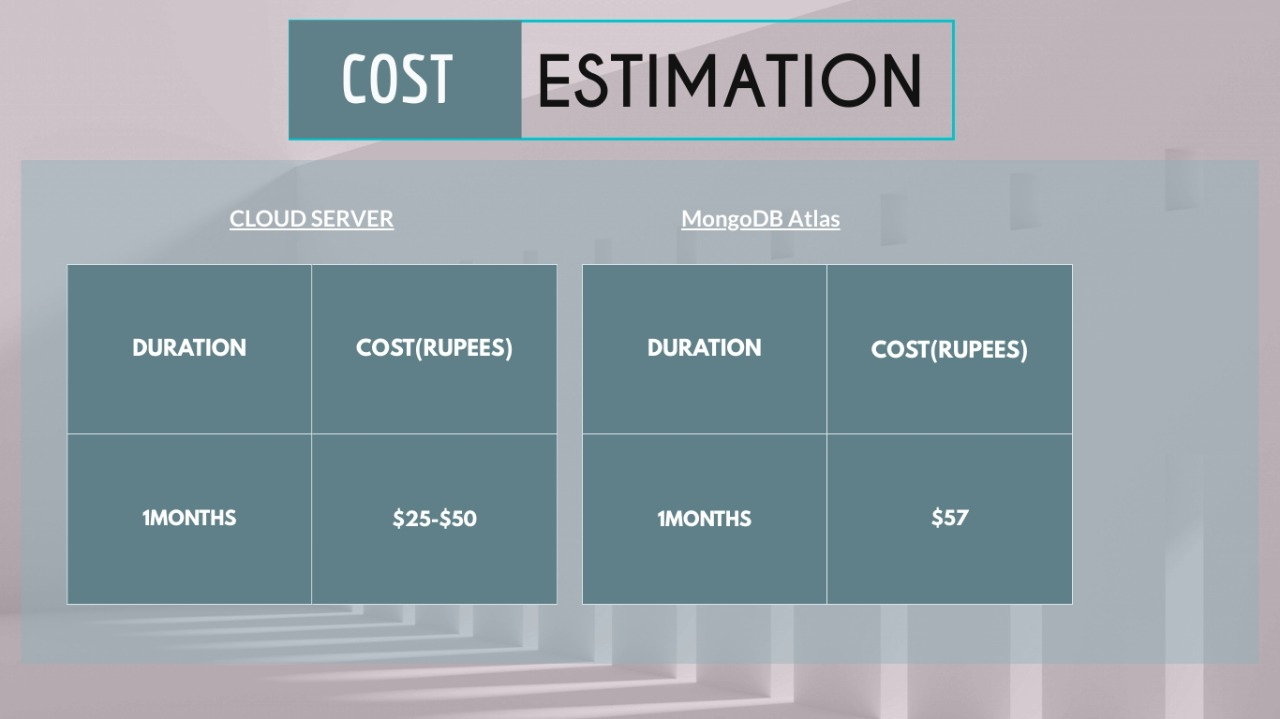 COST ESTIMATION
CLOUD SERVER
MongoDB Atlas
DURATION COST(RUPEES)
1MONTHS $25-$50
DURATION COST(RUPEES)
1MONTHS $57